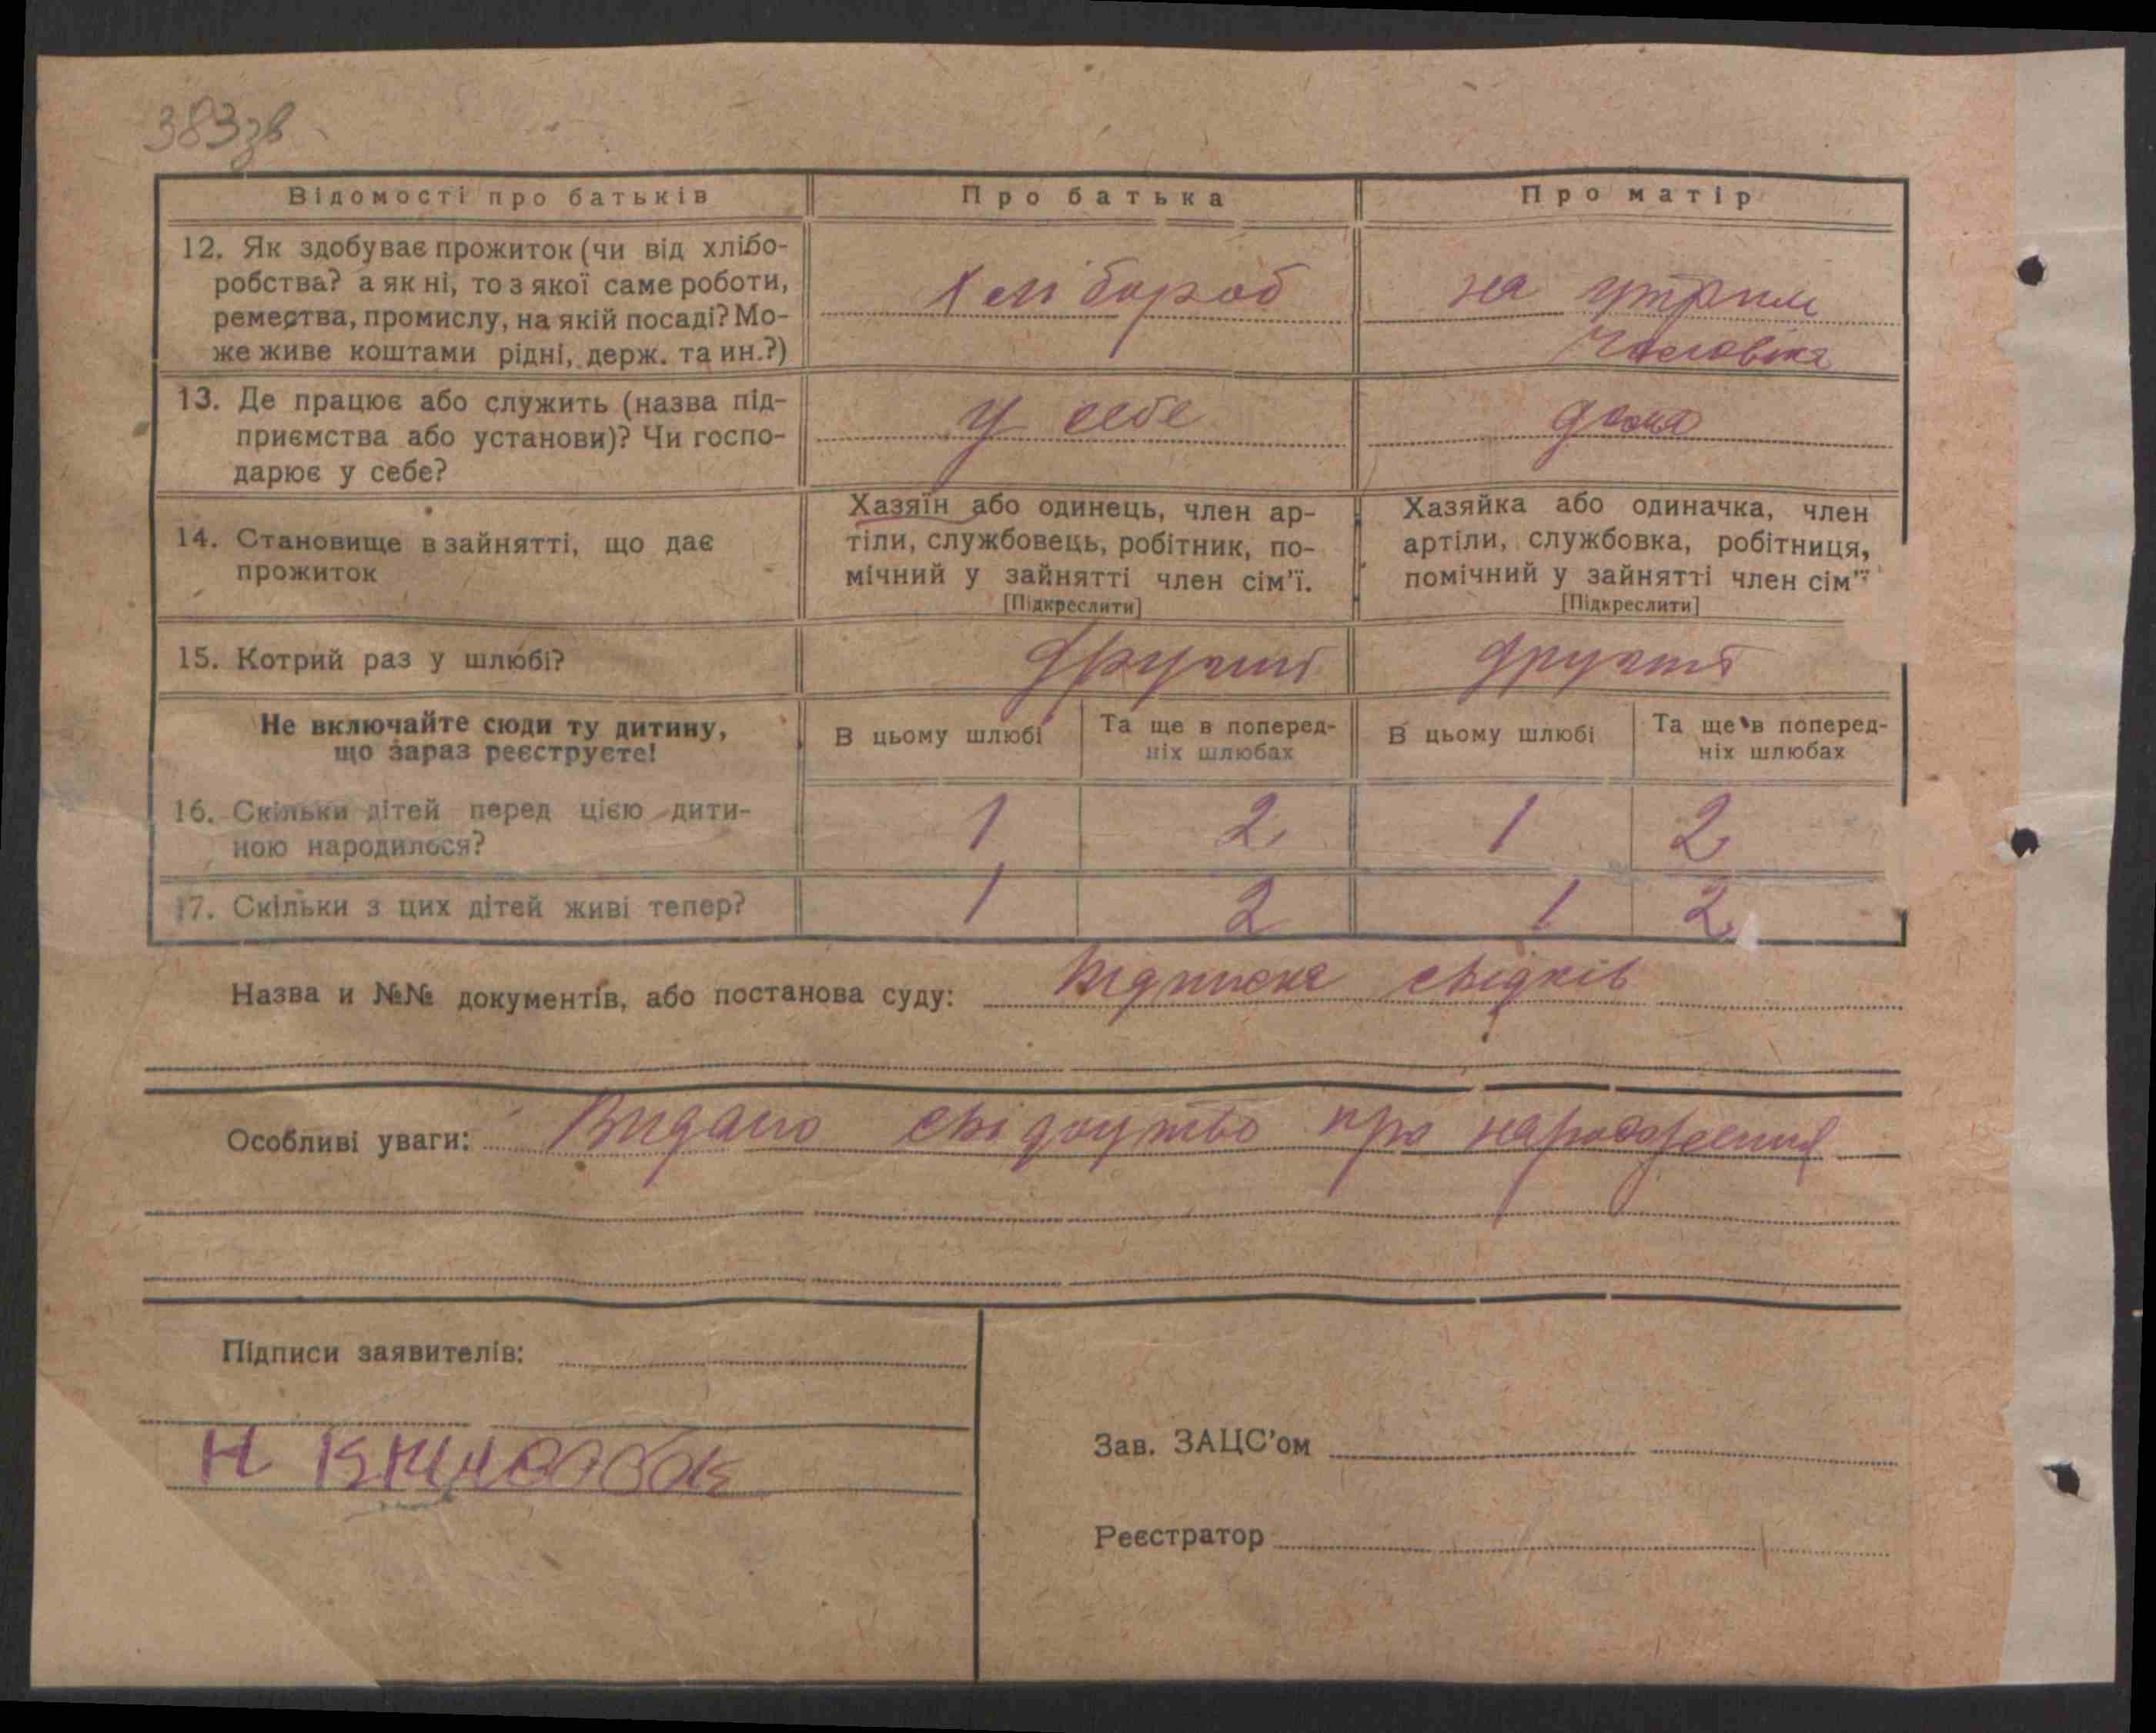 383зв
Відомості про батьків
Про батька
Про матір
12. Як здобуває прожиток (чи від хлібо-
робства? а як ні, то з якої саме роботи,
ремества, промислу, на якій посаді? Мо-
же живе коштами рідні, держ. та ин.?)
Хлібороб
на утрим
Чоловіка
13. Де працює або служить (назва під-
приємства або установи)? Чи госпо-
дарює у себе?
У себе
дома
14. Становище в зайнятті, що дає
прожиток
Хазяїн або одинець, член ар-
тіли, службовець, робітник, по-
мічний у зайнятті член сім'ї.
[Підкреслити]
Хазяйка або одиначка, член
артіли, службовка, робітниця,
помічний у зайнятті член сім'ї
[Підкреслити]
15. Котрий раз у шлюбі?
другий
другий
Не включайте сюди ту дитину,
що зараз реєструєте!
В цьому шлюбі
Та ще в поперед-
ніх шлюбах
В цьому шлюбі
Та ще в поперед-
ніх шлюбах
16. Скільки дітей перед цією дити-
ною народилося?
1 2 1 2
17. Скільки з цих дітей живі тепер?
1 2 1 2
Назва и №№ документів, або постанова суду: Підписка свідків
Особливі уваги: Видано свідоцтво про народження
Підписи заявителів:
Н
Зав. ЗАЦС'ом
Реєстратор